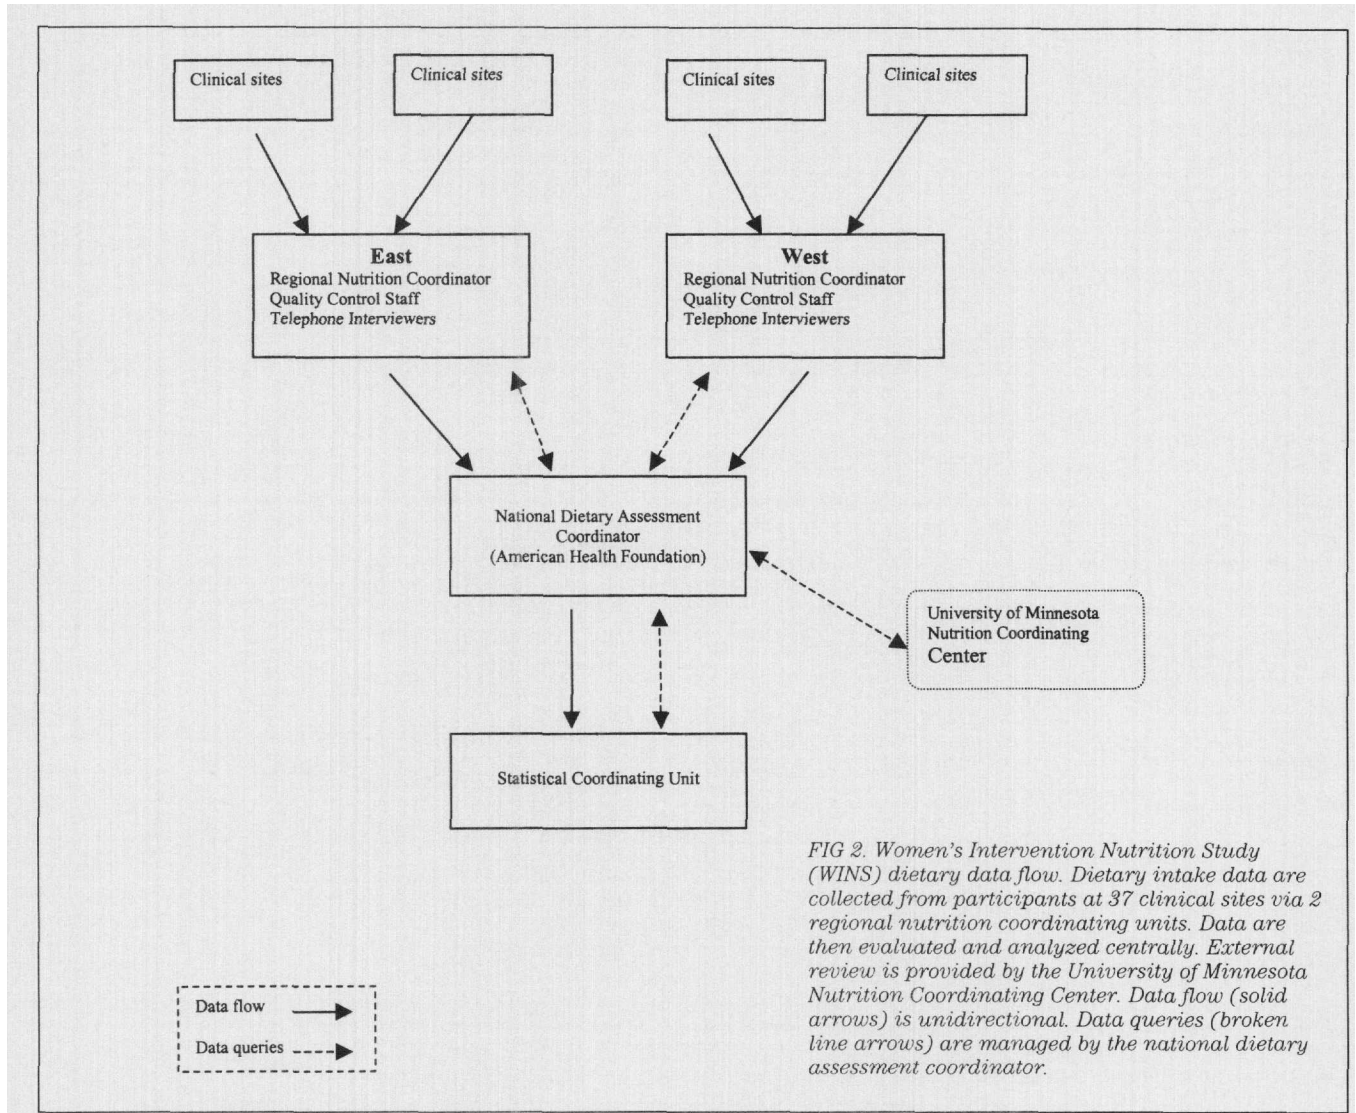 Clinical sites
Clinical sites
Clinical sites
Clinical sites
East
Regional Nutrition Coordinator
Quality Control Staff
Telephone Interviewers
West
Regional Nutrition Coordinator
Quality Control Staff
Telephone Interviewers
National Dietary Assessment
Coordinator
(American Health Foundation)
University of Minnesota
Nutrition Coordinating
Center
Statistical Coordinating Unit
FIG 2. Women's Intervention Nutrition Study
(WINS) dietary data flow. Dietary intake data are
collected from participants at 37 clinical sites via 2
regional nutrition coordinating units. Data are
then evaluated and analyzed centrally. External
review is provided by the University of Minnesota
Nutrition Coordinating Center. Data flow (solid
arrows) is unidirectional. Data queries (broken
line arrows) are managed by the national dietary
assessment coordinator.
Data flow
Data queries